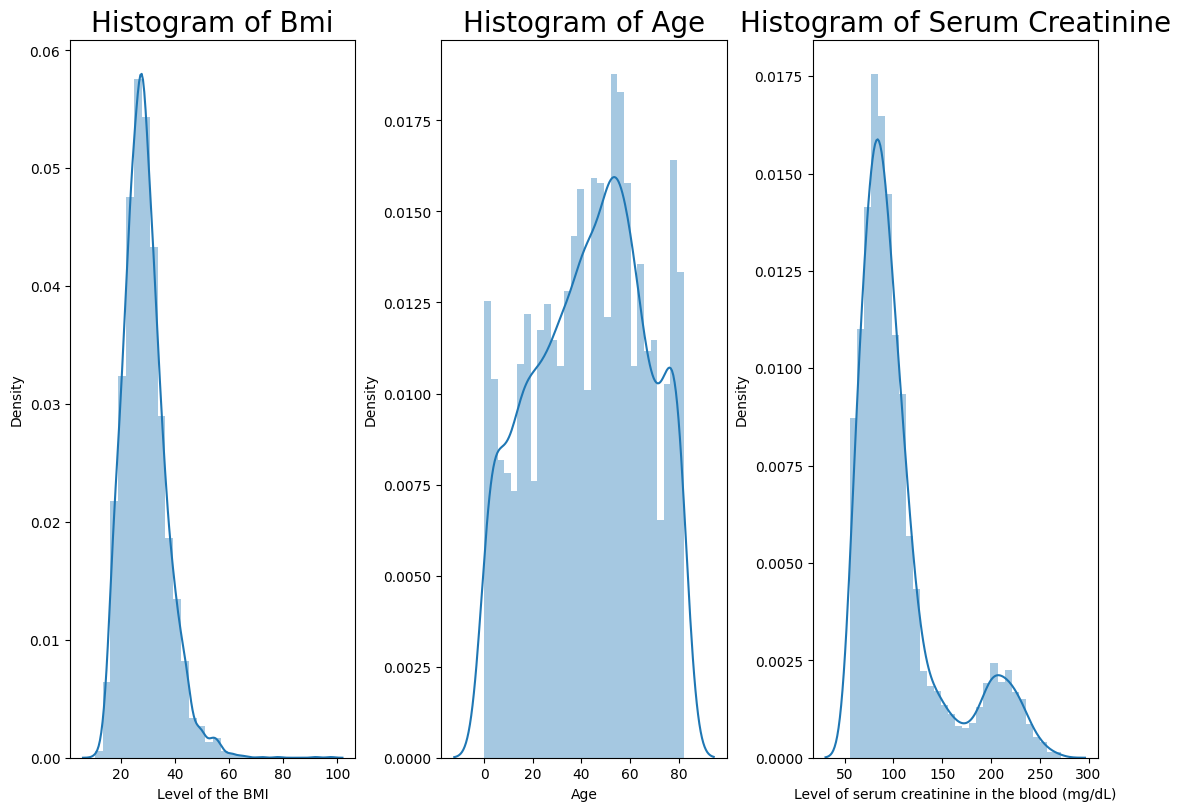 Histogram of Bmi
Histogram of Age
Histogram of Serum Creatinine
0.06
0.05
0.04
0.03
0.02
0.01
0.00
Density
20 40 60 80 100
Level of the BMI
0.0175
0.0150
0.0125
0.0100
0.0075
0.0050
0.0025
0.0000
Density
0 20 40 60 80
Age
0.0175
0.0150
0.0125
0.0100
0.0075
0.0050
0.0025
0.0000
Density
50 100 150 200 250 300
Level of serum creatinine in the blood (mg/dL)